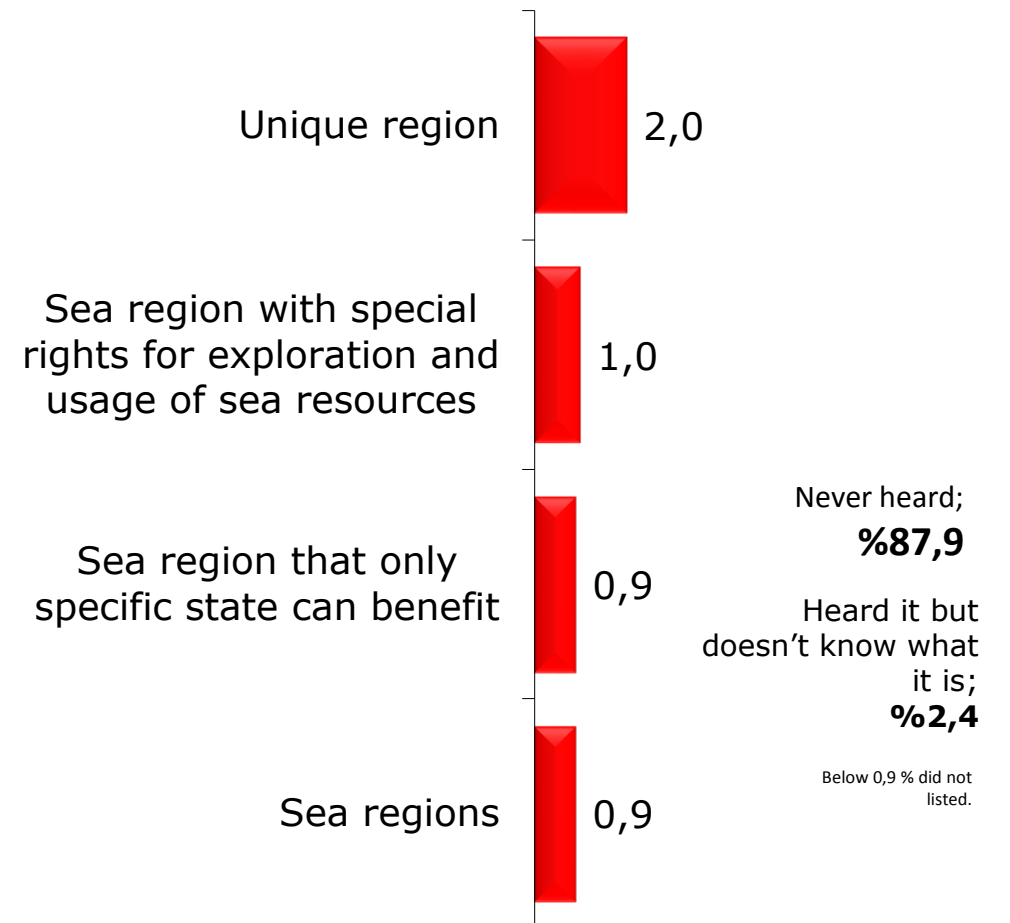 Unique region
2,0
Sea region with special
rights for exploration and
usage of sea resources
1,0
Sea region that only
specific state can benefit
0,9
Sea regions
0,9
Never heard;
%87,9
Heard it but
doesn’t know what
it is;
%2,4
Below 0,9 % did not
listed.